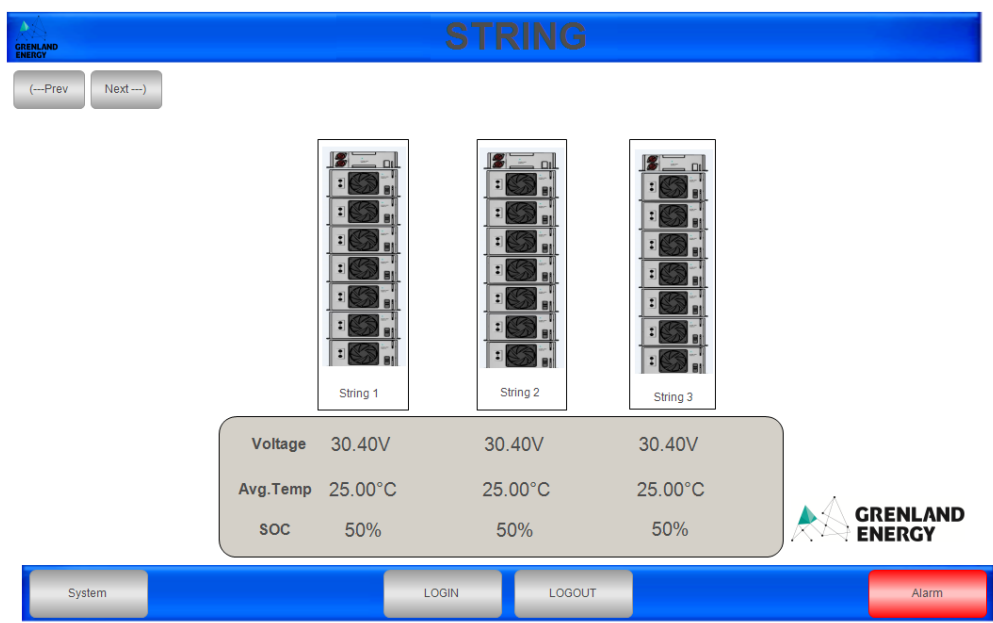 GRENLAND
ENERGY
STRING
(---Prev
Next ---)
String 1
String 2
String 3
Voltage 30.40V 30.40V 30.40V
Avg.Temp 25.00°C 25.00°C 25.00°C
SOC 50% 50% 50%
GRENLAND
ENERGY
System
LOGIN
LOGOUT
Alarm